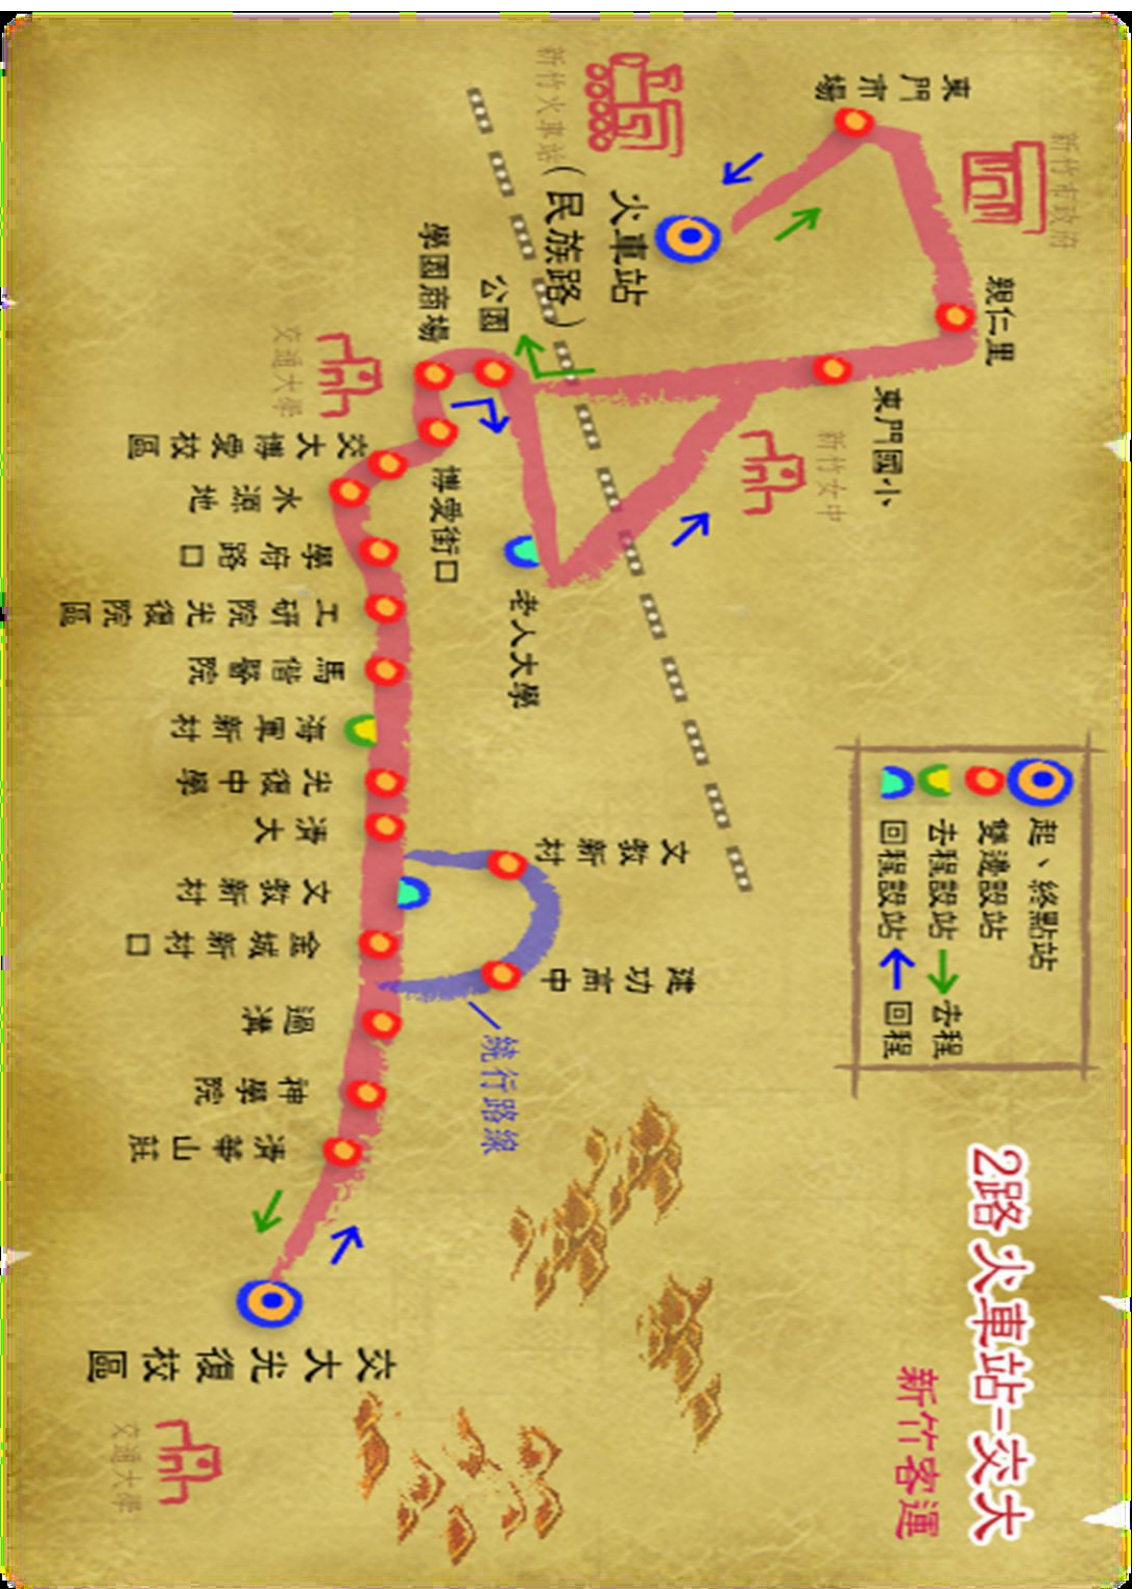 2路 火車站-交大
新竹客運
起、終點站
雙邊設站
去程設站
去程
回程設站
回程
新竹市政府
東門市場
親仁里
新竹火車站
火車站
(民族路)
東門國小
新竹女中
公園
學園商場
博愛街口
老人大學
交通大學
交大博愛校區
水源地
學府路口
工研院光復院區
馬偕醫院
海軍新村
光復中學
清大
文教新村
文教新村
金城新村口
建功高中
繞行路線
過溝
神學院
清華山莊
交大光復校區
交通大學